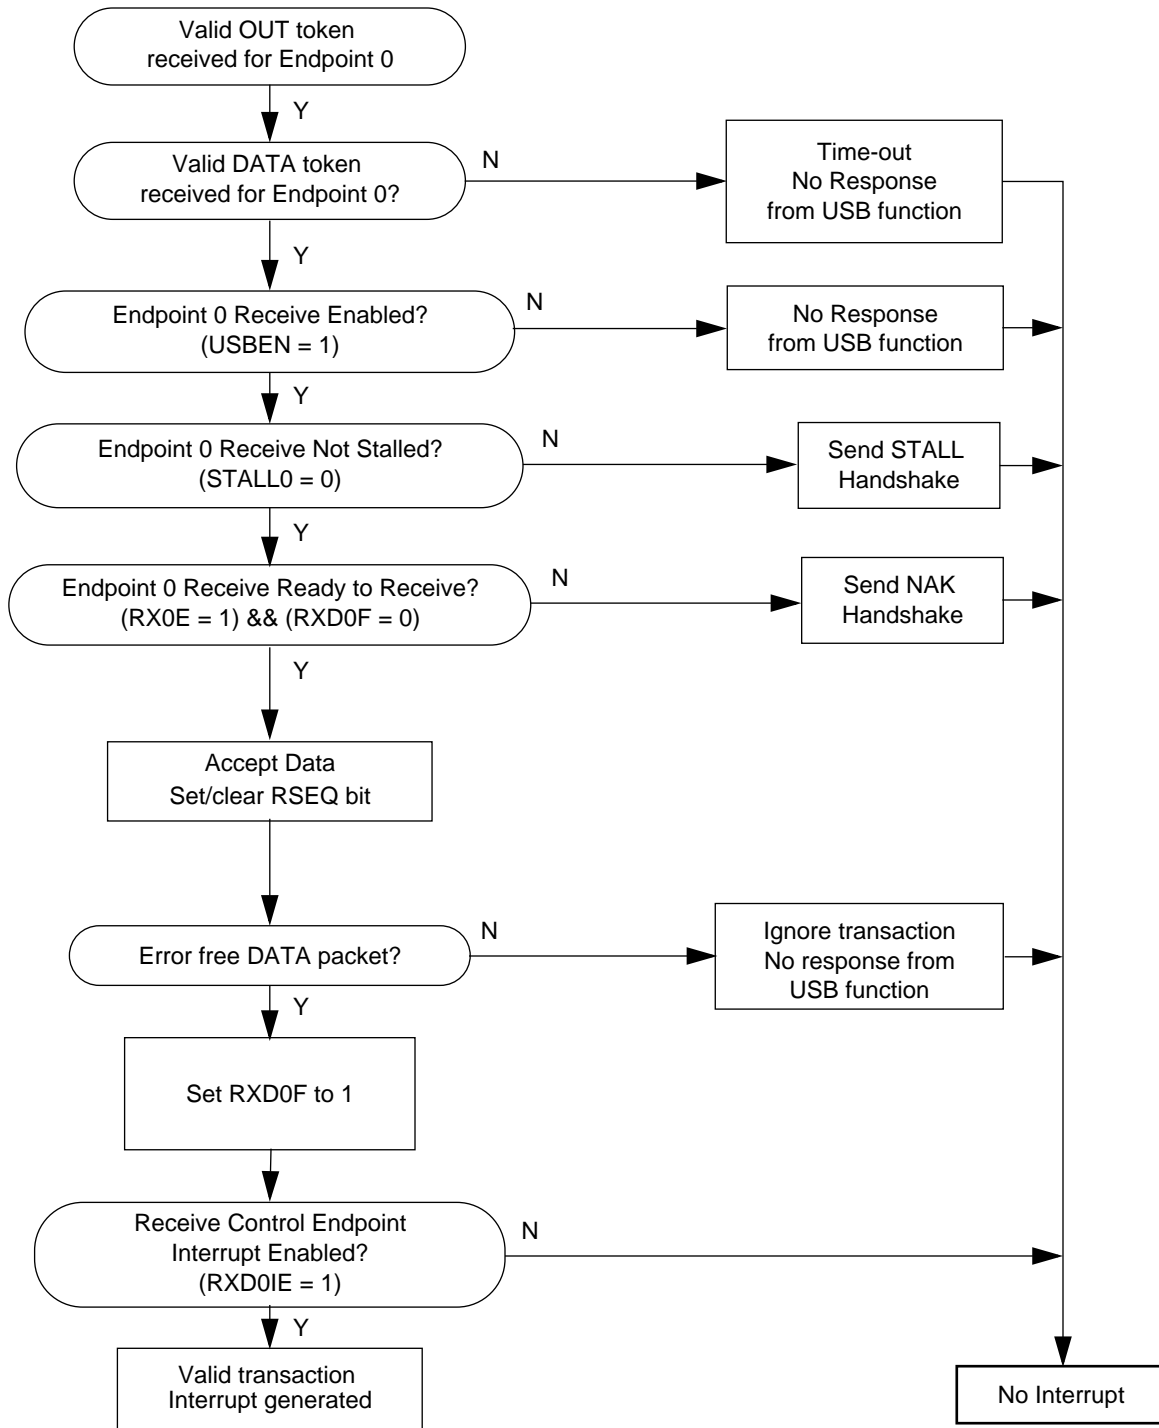 Valid OUT token
received for Endpoint 0
Y
Valid DATA token
received for Endpoint 0?
N
Time-out
No Response
from USB function
Y
Endpoint 0 Receive Enabled?
(USBEN = 1)
N
No Response
from USB function
Y
Endpoint 0 Receive Not Stalled?
(STALL0 = 0)
N
Send STALL
Handshake
Y
Endpoint 0 Receive Ready to Receive?
(RX0E = 1) && (RXD0F = 0)
N
Send NAK
Handshake
Y
Accept Data
Set/clear RSEQ bit
Error free DATA packet?
N
Ignore transaction
No response from
USB function
Y
Set RXD0F to 1
Receive Control Endpoint
Interrupt Enabled?
(RXD0IE = 1)
N
Y
Valid transaction
Interrupt generated
No Interrupt